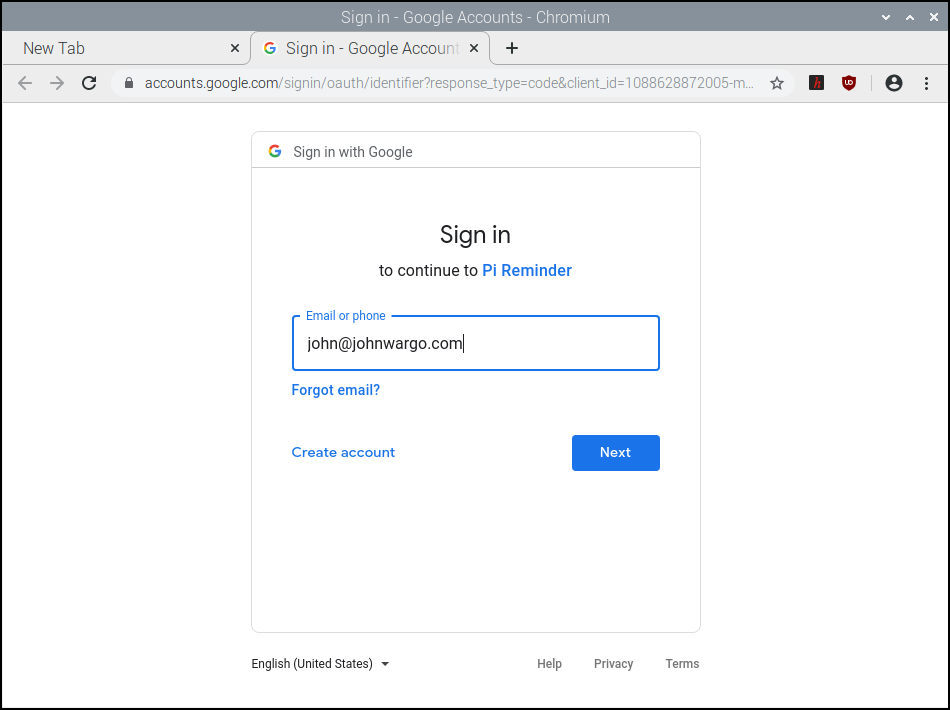 Sign in - Google Accounts - Chromium
New Tab
Sign in - Google Account
accounts.google.com/signin/oauth/identifier?response_type=code&client_id=1088628872005-m...
Sign in with Google
Sign in
to continue to Pi Reminder
Email or phone
john@johnwargo.com
Forgot email?
Create account
Next
English (United States)
Help
Privacy
Terms